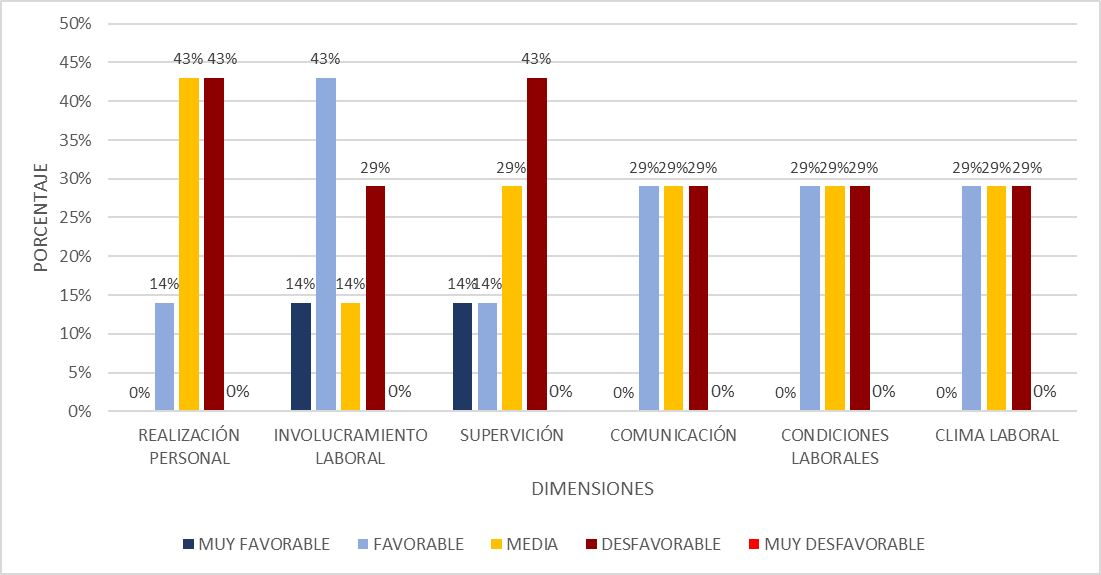 50%
45%
40%
35%
30%
25%
20%
15%
10%
5%
0%
PORCENTAJE
0% 14% 43% 43% 0%
14% 43% 14% 29% 0%
14% 14% 29% 43% 0%
0% 29% 29% 29% 0%
0% 29% 29% 29% 0%
0% 29% 29% 29% 0%
REALIZACIÓN
PERSONAL
INVOLUCRAMIENTO
LABORAL
SUPERVICIÓN
COMUNICACIÓN
CONDICIONES
LABORALES
CLIMA LABORAL
DIMENSIONES
MUY FAVORABLE FAVORABLE MEDIA DESFAVORABLE MUY DESFAVORABLE